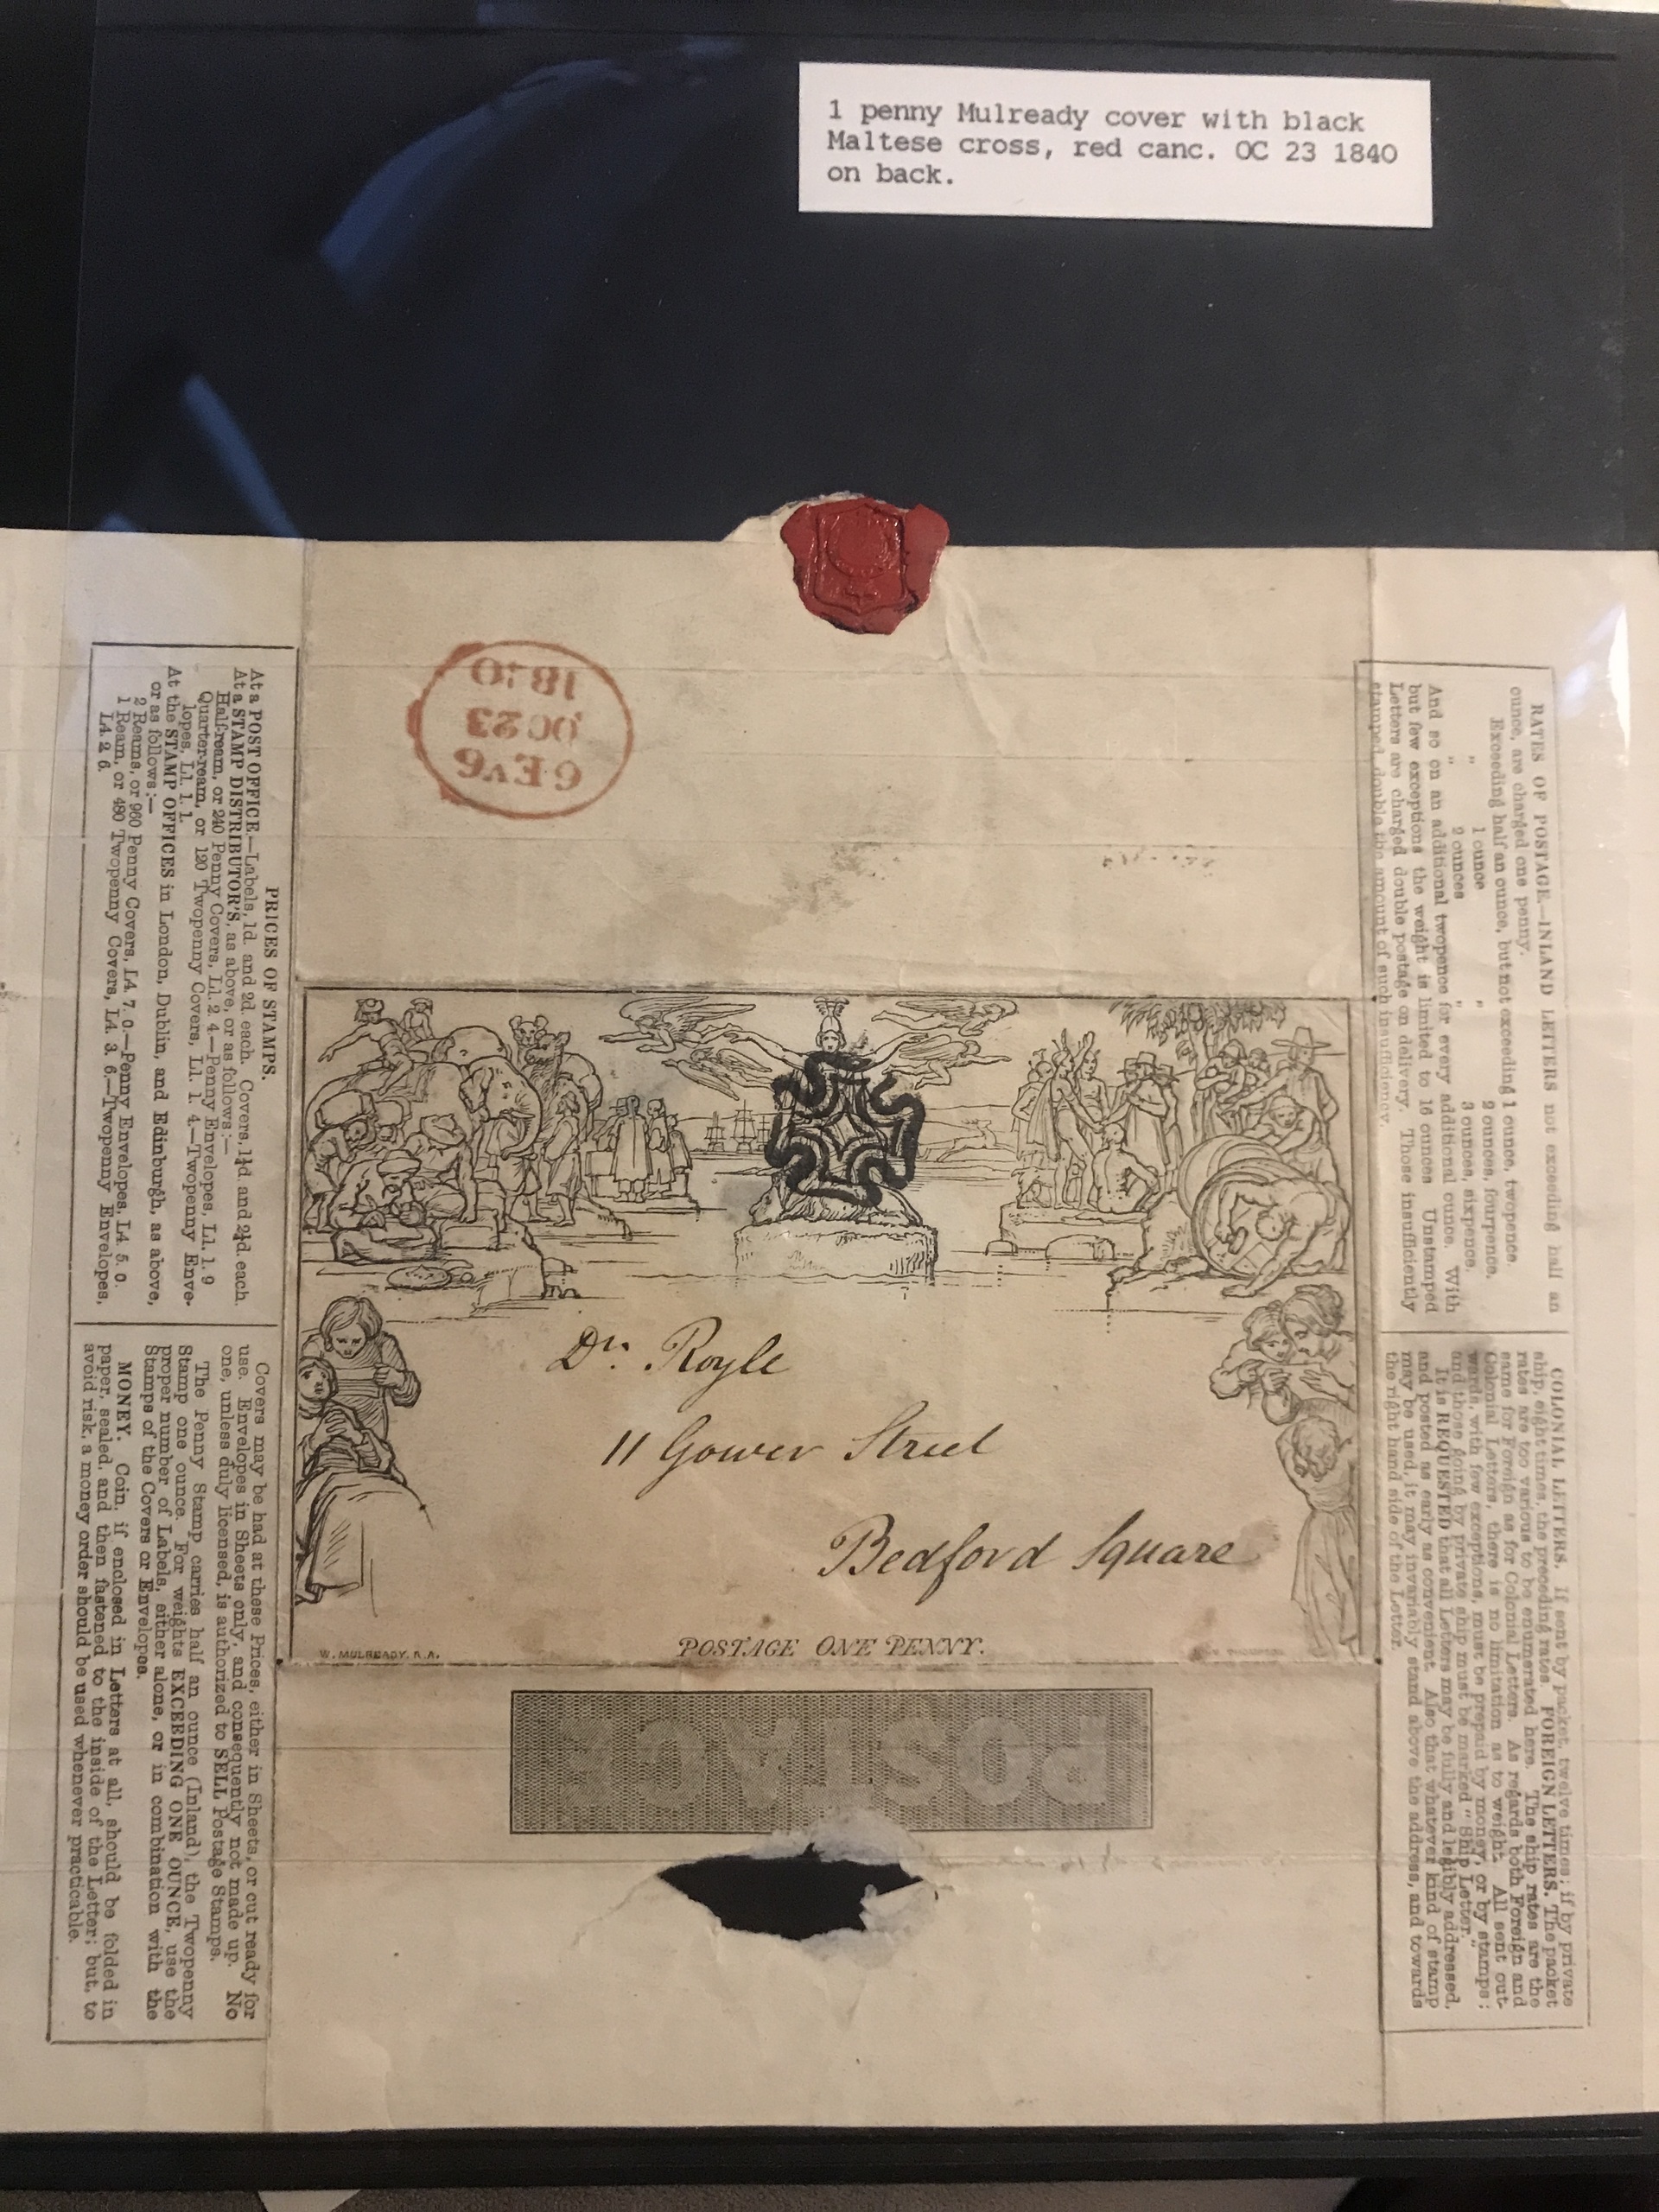 1 penny Mulready cover with black
Maltese cross, red canc. OC 23 1840
on back.
1840
OC23
6.EV6
Dr. Royle
11 Gower Street
Bedford Square
W. MULREADY, R.A.
POSTAGE ONE PENNY.
POSTAGE
PRICES OF STAMPS.
At a POST OFFICE—Labels, 1d. and 2d. each. Covers, 1¼d. and 2¼d. each.
At a STAMP DISTRIBUTOR'S, as above, or as follows:—
Half-ream, or 240 Penny Covers, L1. 2. 4—Penny Envelopes, L1. 1. 9
Quarter-ream, or 120 Twopenny Covers, L1. 1. 4.—Twopenny Enve-
lopes, L1. 1. 1.
At the STAMP OFFICES in London, Dublin, and Edinburgh, as above,
or as follows:—
2 Reams, or 960 Penny Covers, L4. 7. 0.—Penny Envelopes, L4. 5. 0.
1 Ream, or 480 Twopenny Covers, L4. 3. 6.—Twopenny Envelopes,
L4. 2. 6.
Covers may be had at these Prices, either in Sheets, or cut ready for
use. Envelopes in Sheets only, and consequently not made up. No
one, unless duly licensed, is authorized to SELL Postage Stamps.
The Penny Stamp carries half an ounce (Inland), the Twopenny
Stamp one ounce. For weights EXCEEDING ONE OUNCE, use the
proper number of Labels, either alone, or in combination with the
Stamps of the Covers or Envelopes.
MONEY. Coin, if enclosed in Letters at all, should be folded in
paper, sealed, and then fastened to the inside of the Letter; but, to
avoid risk, a money order should be used whenever practicable.
RATES OF POSTAGE—INLAND LETTERS not exceeding half an
ounce, are charged one penny.
Exceeding half an ounce, but not exceeding 1 ounce, twopence.
" 1 ounce " 2 ounces, fourpence.
" 2 ounces " 3 ounces, sixpence.
And so on an additional twopence for every additional ounce. With
but few exceptions the weight is limited to 16 ounces Unstamped
Letters are charged double postage on delivery. Those insufficiently
stamped, double the amount of such insufficiency.
COLONIAL LETTERS. If sent by packet, twelve times; if by private
ship, eight times, the preceding rates. FOREIGN LETTERS. The packet
rates are too various to be enumerated here. The ship rates are the
same for Foreign as for Colonial Letters. As regards both Foreign and
Colonial Letters, there is no limitation as to weight. All sent out-
wards, with few exceptions, must be prepaid by money, or by stamps;
and those going by private ship must be marked "Ship Letter."
It is REQUESTED that all Letters may be fully and legibly addressed,
and posted as early as convenient. Also that whatever kind of stamp
may be used, it may invariably stand above the address, and towards
the right hand side of the Letter.